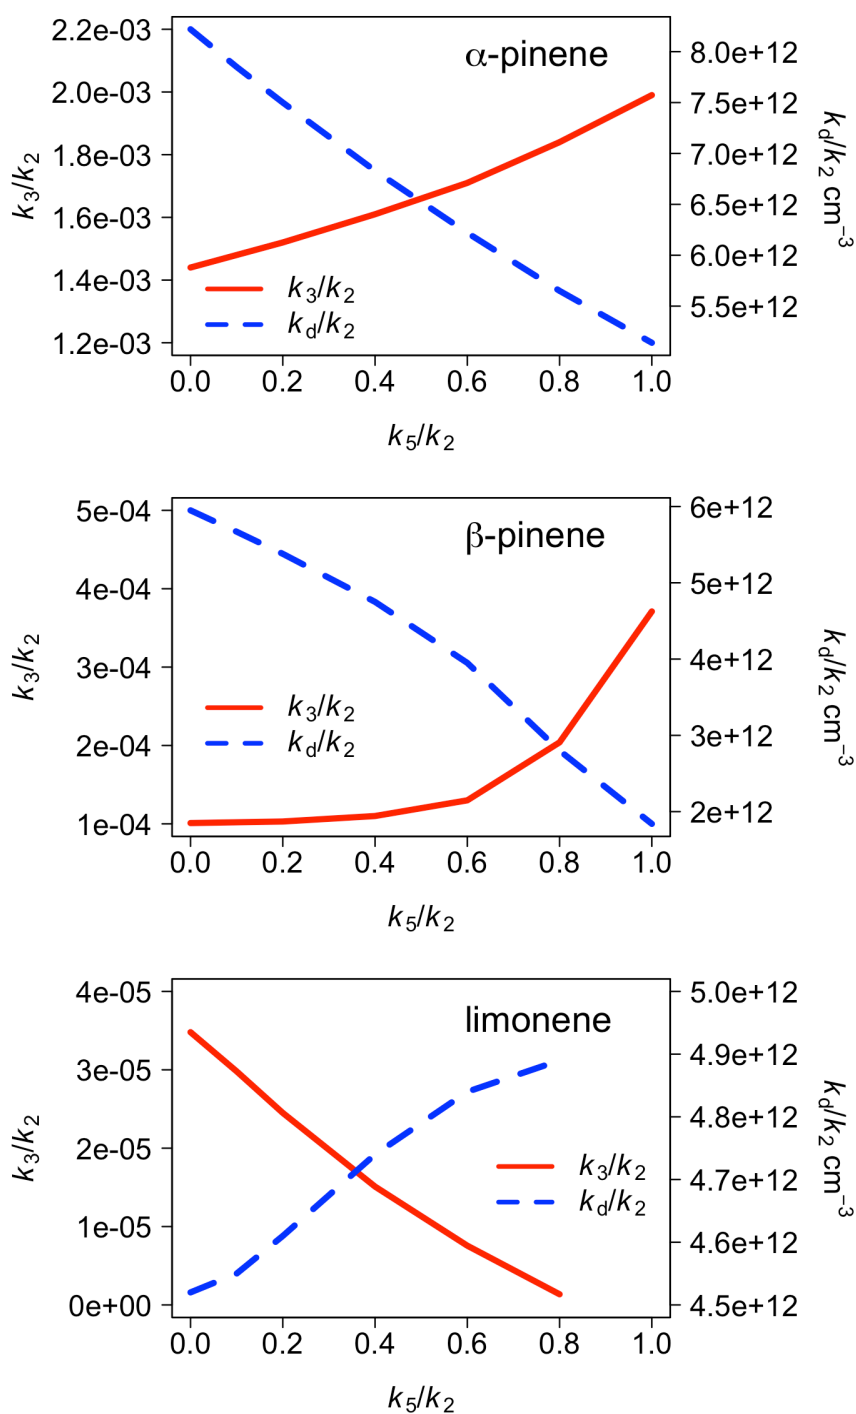 α-pinene
2.2e-03
2.0e-03
1.8e-03
1.6e-03
1.4e-03
1.2e-03
k3/k2
8.0e+12
7.5e+12
7.0e+12
6.5e+12
6.0e+12
5.5e+12
kd/k2 cm−3
k3/k2
kd/k2
0.0 0.2 0.4 0.6 0.8 1.0
k5/k2
β-pinene
5e-04
4e-04
3e-04
2e-04
1e-04
k3/k2
6e+12
5e+12
4e+12
3e+12
2e+12
kd/k2 cm−3
k3/k2
kd/k2
0.0 0.2 0.4 0.6 0.8 1.0
k5/k2
limonene
4e-05
3e-05
2e-05
1e-05
0e+00
k3/k2
5.0e+12
4.9e+12
4.8e+12
4.7e+12
4.6e+12
4.5e+12
kd/k2 cm−3
k3/k2
kd/k2
0.0 0.2 0.4 0.6 0.8 1.0
k5/k2